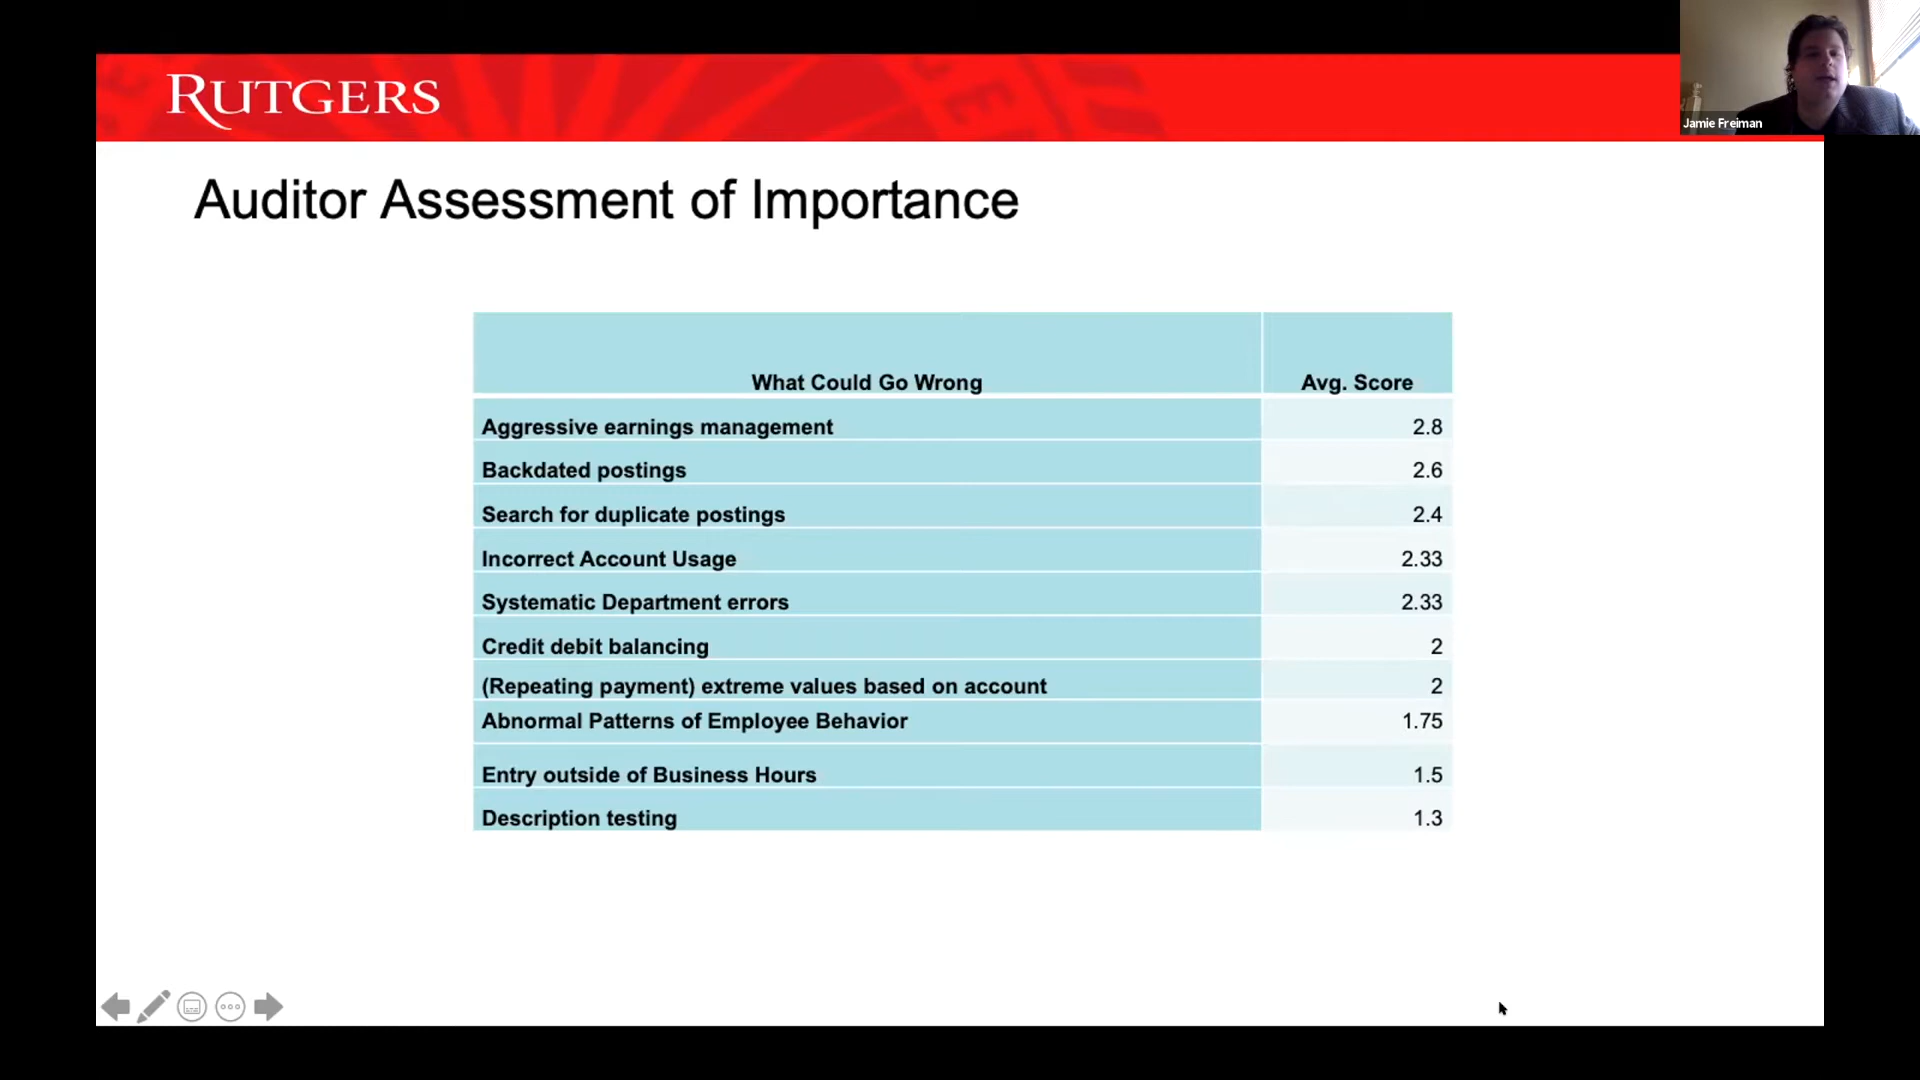 RUTGERS
Jamie Freiman
Auditor Assessment of Importance
What Could Go Wrong Avg. Score
Aggressive earnings management 2.8
Backdated postings 2.6
Search for duplicate postings 2.4
Incorrect Account Usage 2.33
Systematic Department errors 2.33
Credit debit balancing 2
(Repeating payment) extreme values based on account 2
Abnormal Patterns of Employee Behavior 1.75
Entry outside of Business Hours 1.5
Description testing 1.3